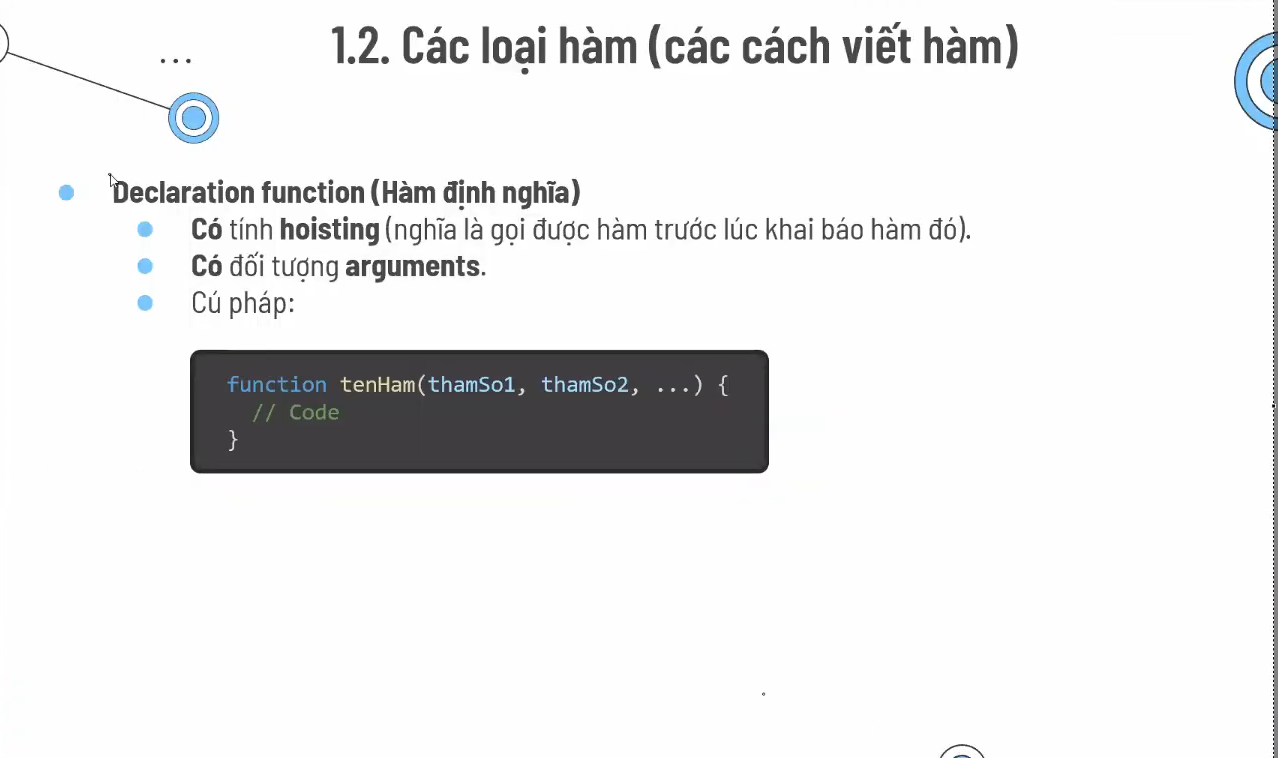 1.2. Các loại hàm (các cách viết hàm)
...
Declaration function (Hàm định nghĩa)
Có tính hoisting (nghĩa là gọi được hàm trước lúc khai báo hàm đó).
Có đối tượng arguments.
Cú pháp:
function tenHam(thamSo1, thamSo2, ...) {
// Code
}